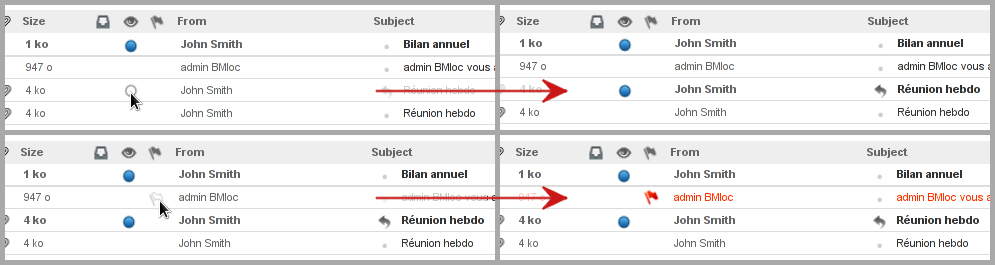 Size From Subject
1 ko John Smith Bilan annuel
947 o admin BMloc admin BMloc vous a
4 ko John Smith Réunion hebdo
4 ko John Smith Réunion hebdo
Size From Subject
1 ko John Smith Bilan annuel
947 o admin BMloc admin BMloc vous a
4 ko John Smith Réunion hebdo
4 ko John Smith Réunion hebdo
Size From Subject
1 ko John Smith Bilan annuel
947 o admin BMloc admin BMloc vous a
4 ko John Smith Réunion hebdo
4 ko John Smith Réunion hebdo
Size From Subject
1 ko John Smith Bilan annuel
947 o admin BMloc admin BMloc vous a
4 ko John Smith Réunion hebdo
4 ko John Smith Réunion hebdo